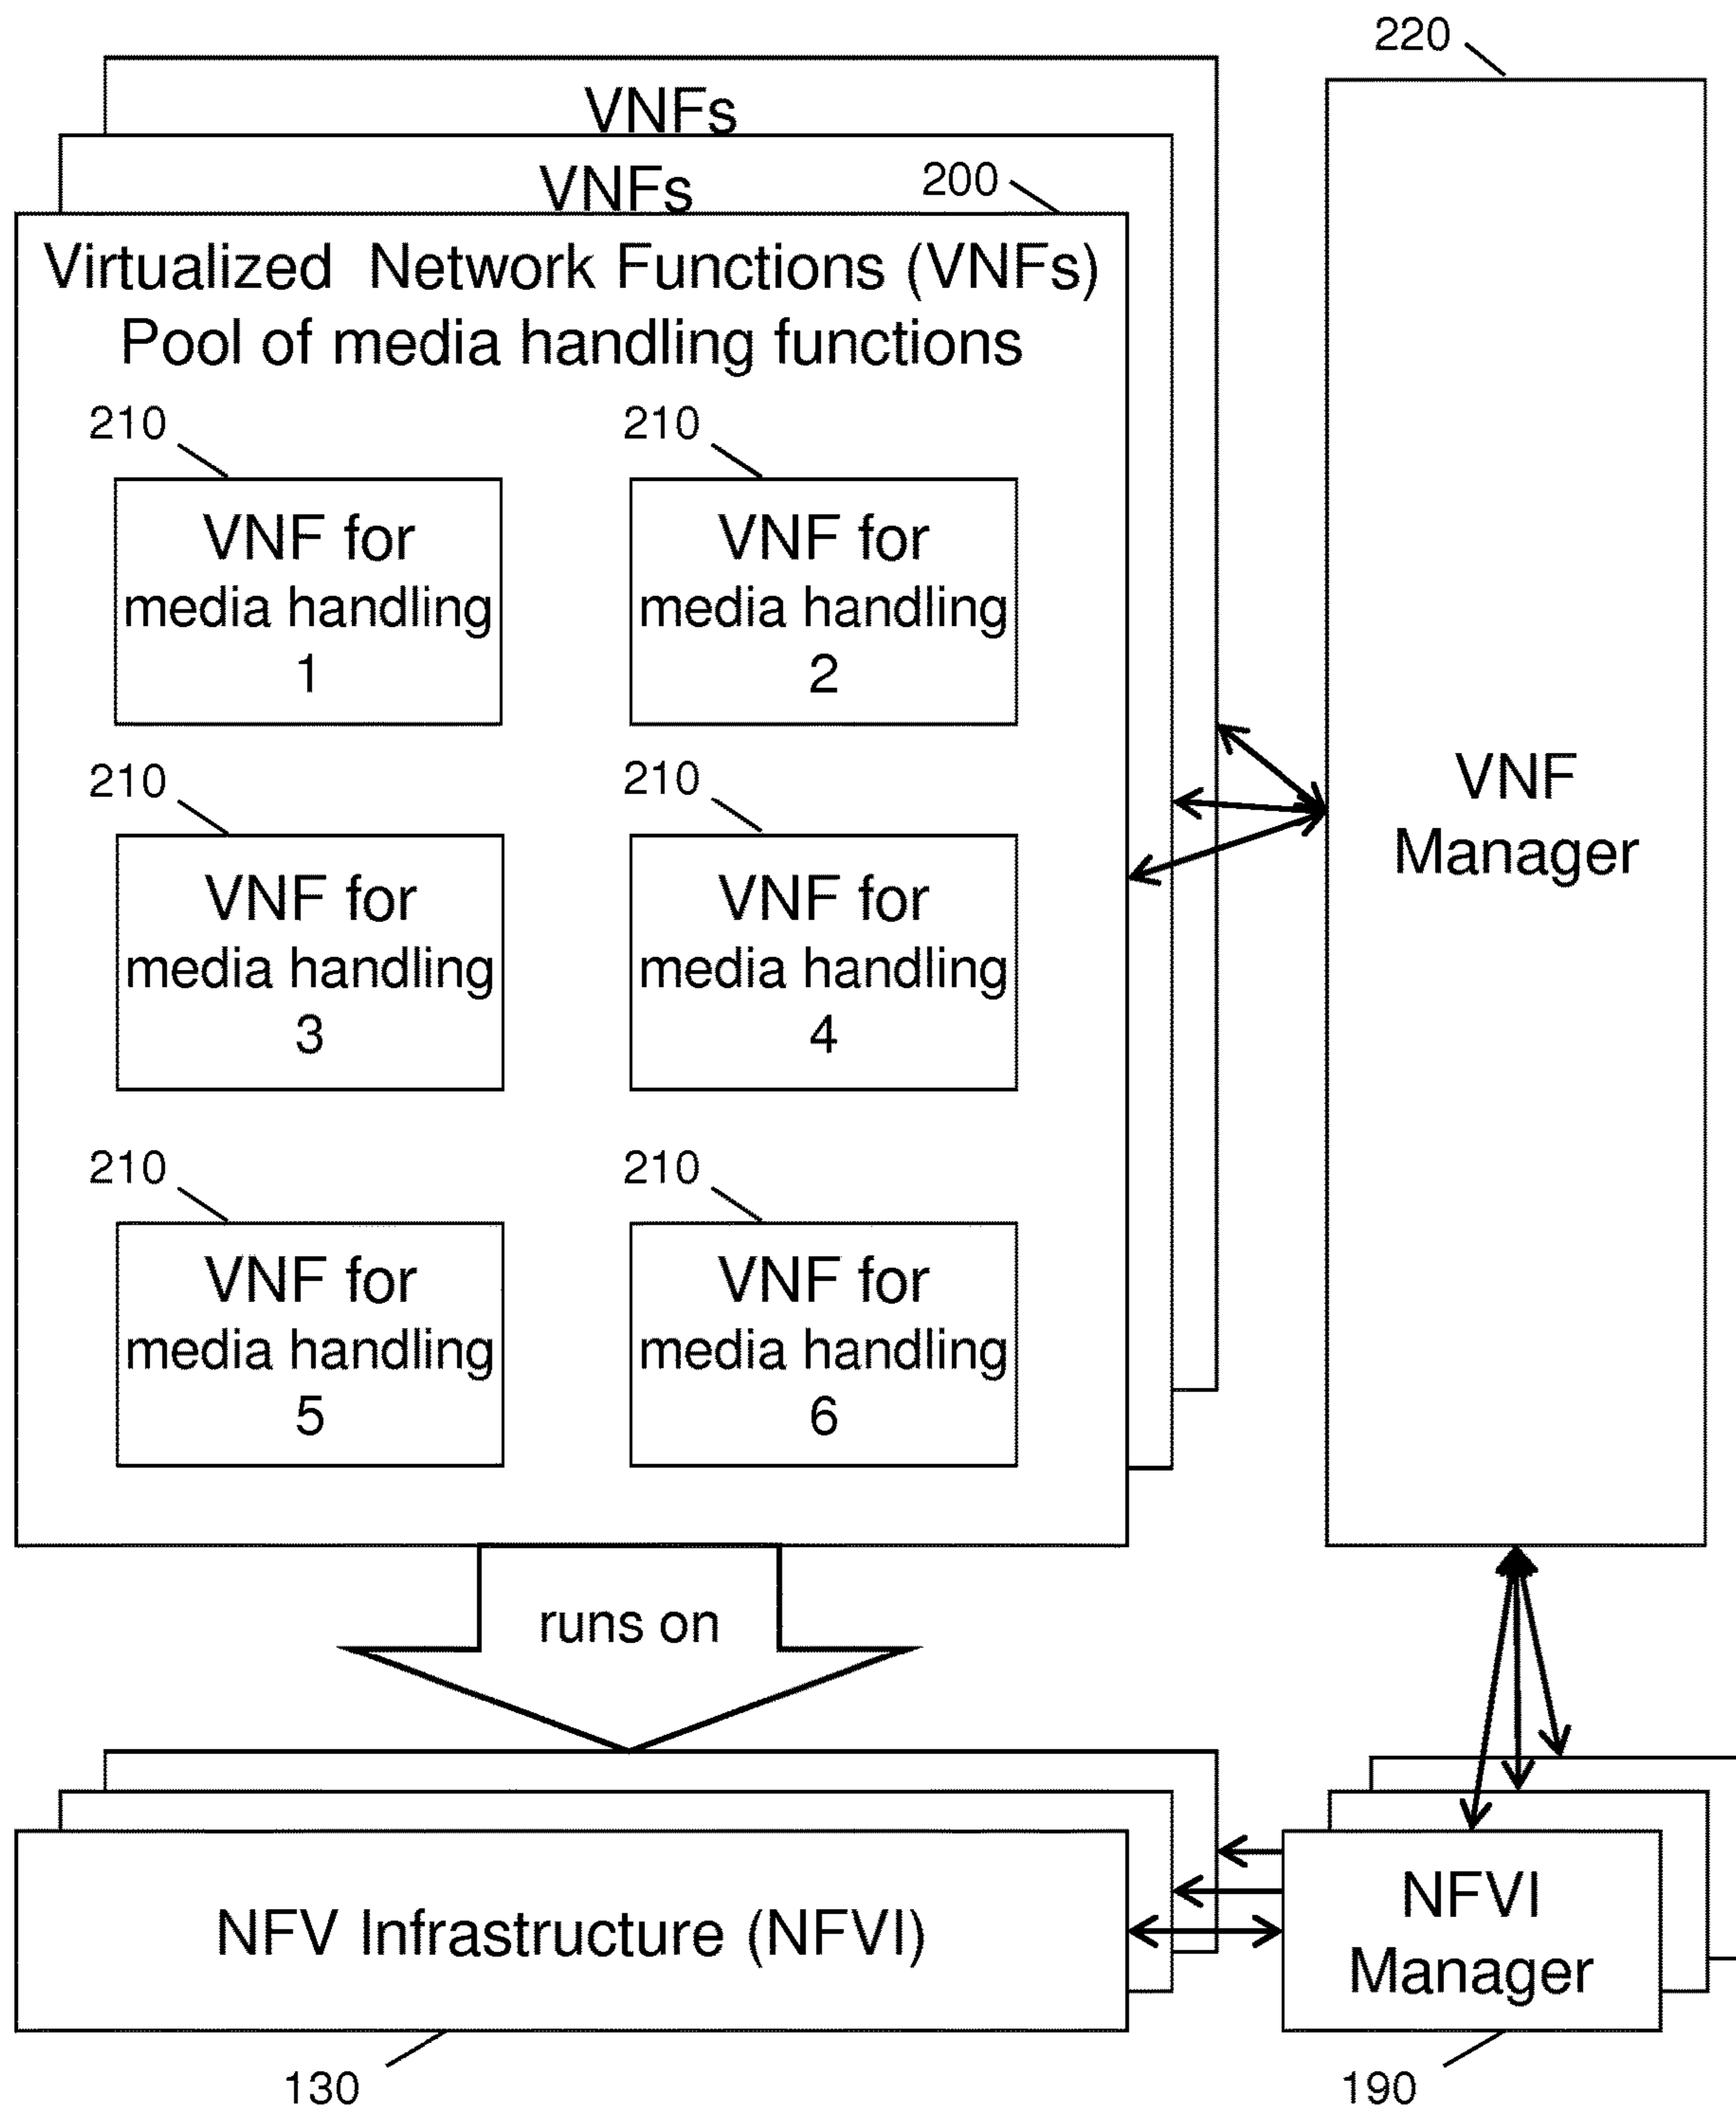 220
VNFs
VNFs
200
Virtualized Network Functions (VNFs)
Pool of media handling functions
210
210
VNF for
media handling
1
VNF for
media handling
2
VNF
Manager
210
210
VNF for
media handling
3
VNF for
media handling
4
210
210
VNF for
media handling
5
VNF for
media handling
6
runs on
NFV Infrastructure (NFVI)
NFVI
Manager
130
190